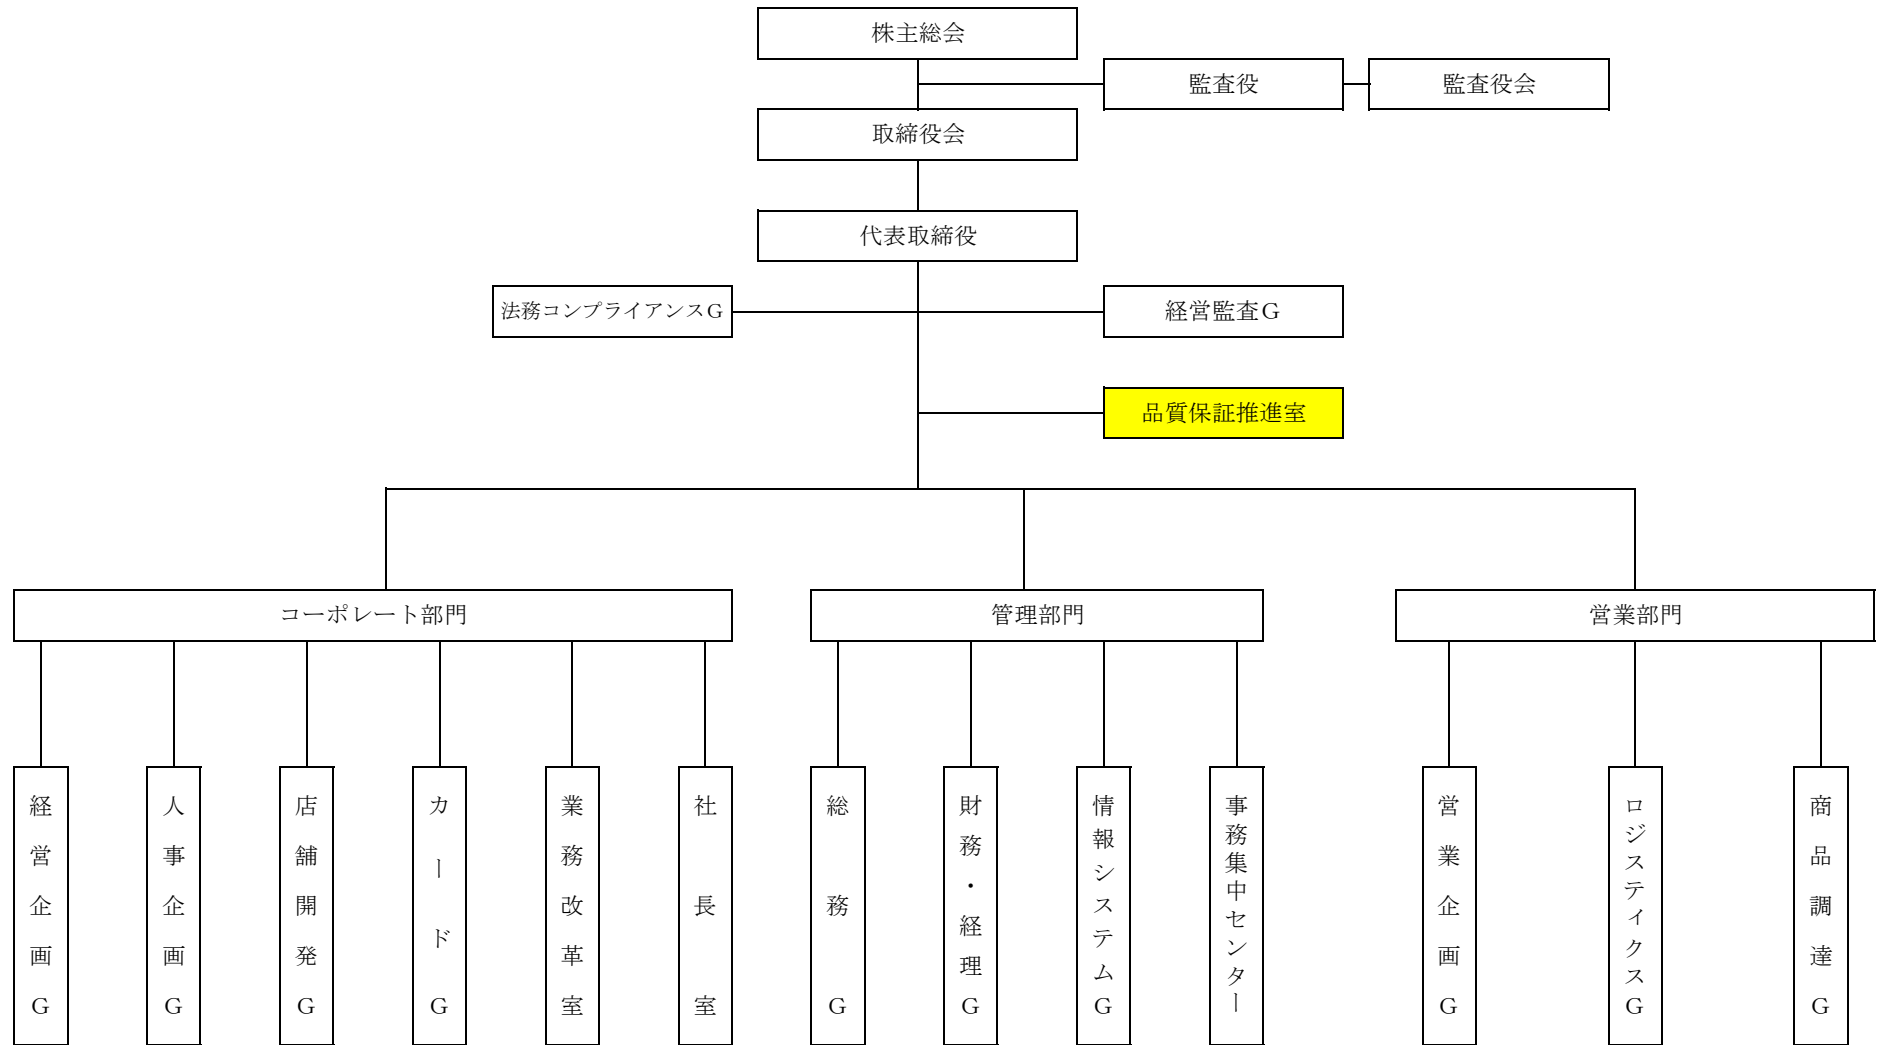 株主総会
監査役
監査役会
取締役会
代表取締役
法務コンプライアンスG
経営監査G
品質保証推進室
コーポレート部門
管理部門
営業部門
経営企画G
人事企画G
店舗開発G
カードG
業務改革室
社長室
総務G
財務・経理G
情報システムG
事務集中センター
営業企画G
ロジスティクスG
商品調達G